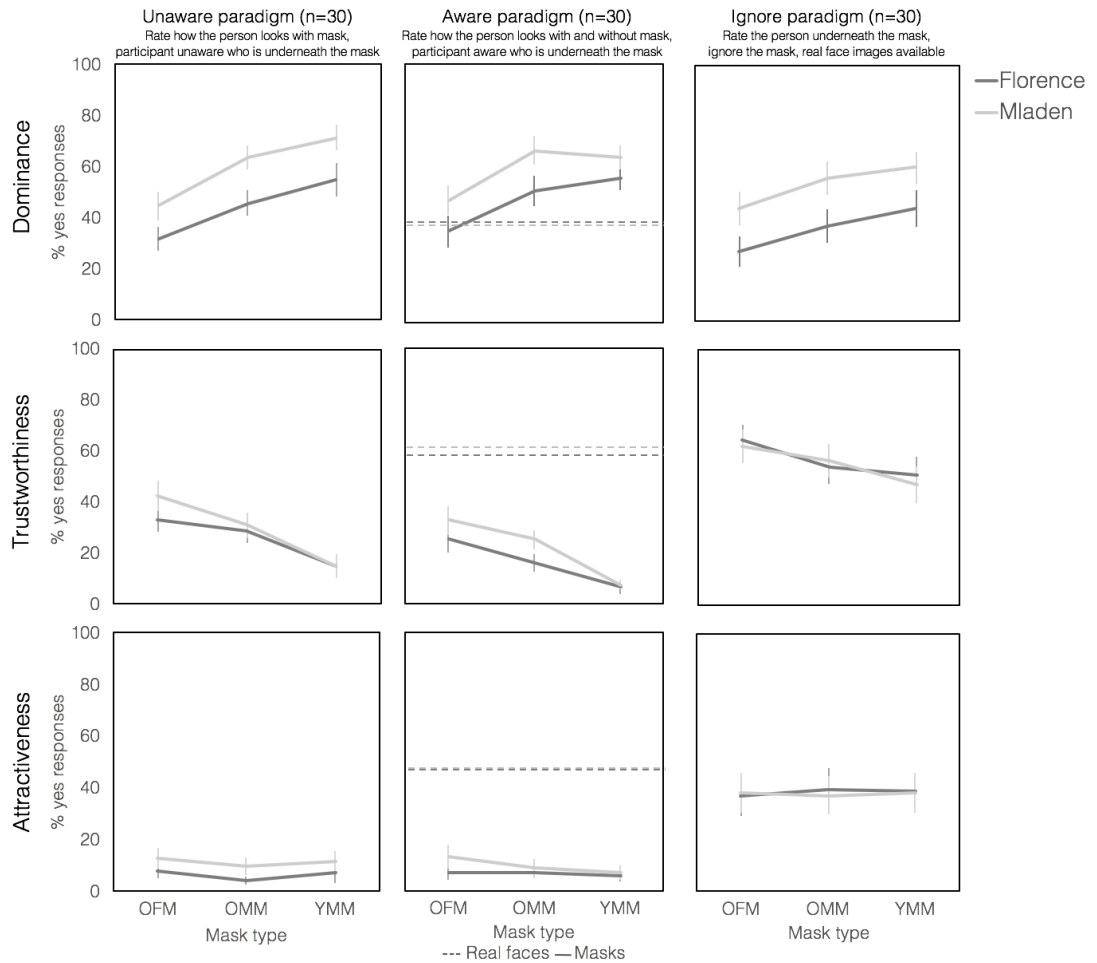 Unaware paradigm (n=30)
Rate how the person looks with mask,
participant unaware who is underneath the mask
Aware paradigm (n=30)
Rate how the person looks with and without mask,
participant aware who is underneath the mask
Ignore paradigm (n=30)
Rate the person underneath the mask,
ignore the mask, real face images available
Florence
Mladen
Dominance
% yes responses
100
80
60
40
20
0
Trustworthiness
% yes responses
100
80
60
40
20
0
Attractiveness
% yes responses
100
80
60
40
20
0
OFM OMM YMM
Mask type
OFM OMM YMM
Mask type
Real faces Masks
OFM OMM YMM
Mask type